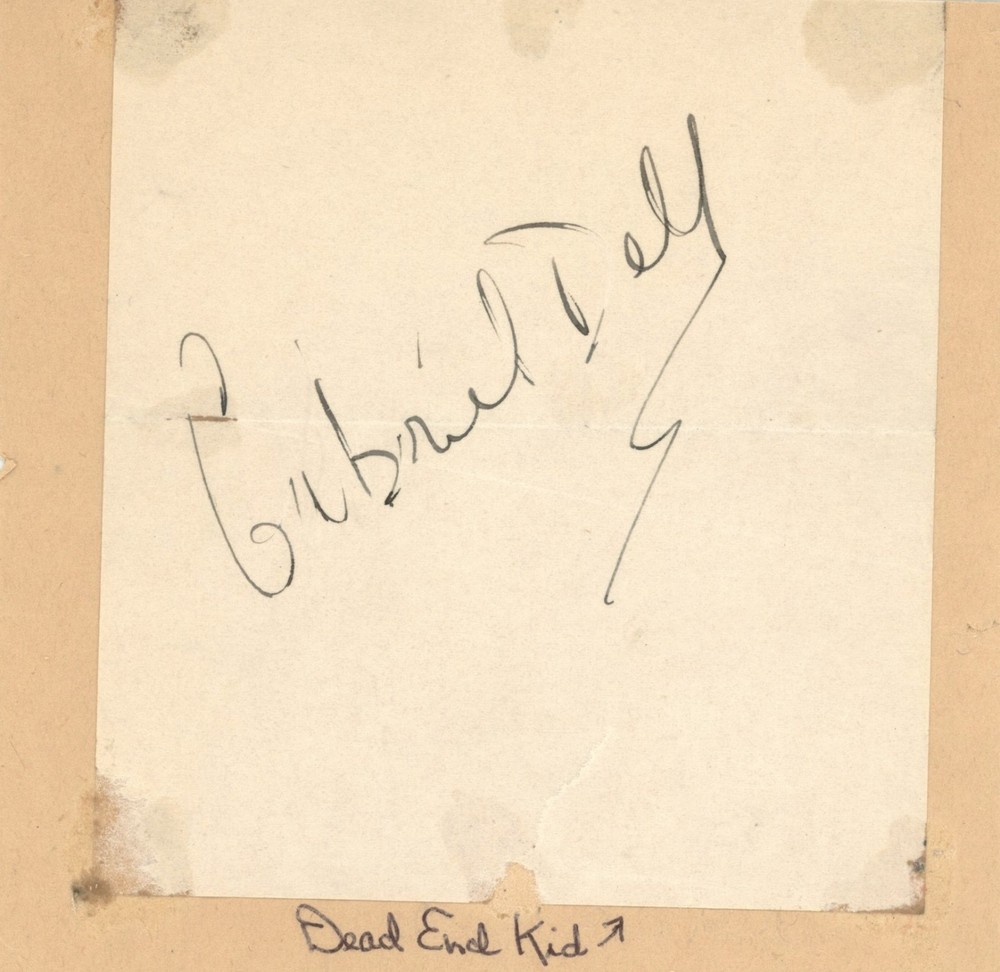 Gabriel Dell
Dead End Kid ↗